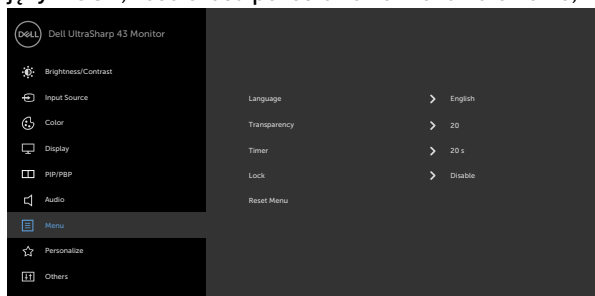 DELL
Dell UltraSharp 43 Monitor
Brightness/Contrast
Input Source
Language
English
Color
Transparency
20
Display
Timer
20 s
PIP/PBP
Lock
Disable
Audio
Reset Menu
Menu
Personalize
Others